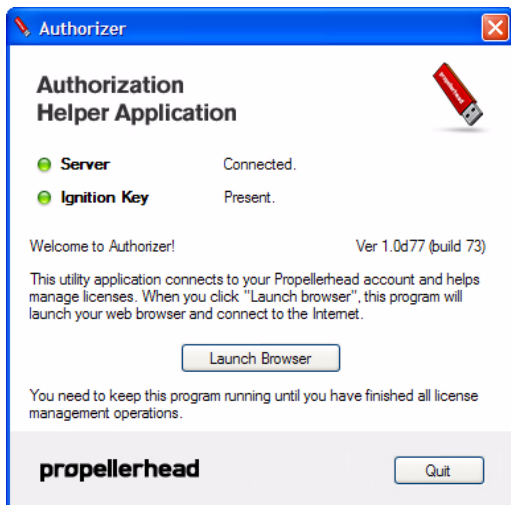 Authorizer
Authorization
Helper Application
propellerhead
Server Connected.
Ignition Key Present.
Welcome to Authorizer! Ver 1.0d77 (build 73)
This utility application connects to your Propellerhead account and helps
manage licenses. When you click "Launch browser", this program will
launch your web browser and connect to the Internet.
Launch Browser
You need to keep this program running until you have finished all license
management operations.
propellerhead
Quit